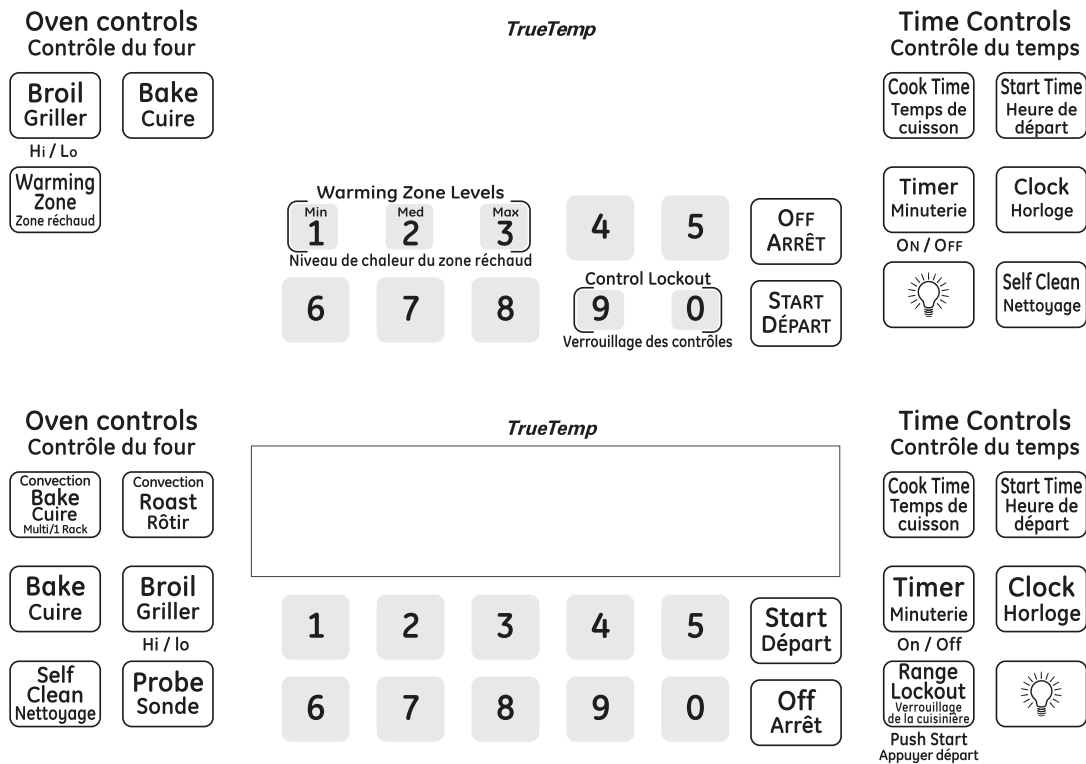 Oven controls
Contrôle du four
Broil
Griller
Hi / Lo
Bake
Cuire
Warming
Zone
Zone réchaud
TrueTemp
Warming Zone Levels
Min
1
Med
2
Max
3
Niveau de chaleur du zone réchaud
4
5
OFF
ARRÊT
6
7
8
Control Lockout
9
0
Verrouillage des contrôles
START
DÉPART
Time Controls
Contrôle du temps
Cook Time
Temps de
cuisson
Start Time
Heure de
départ
Timer
Minuterie
ON / OFF
Clock
Horloge
Self Clean
Nettoyage
Oven controls
Contrôle du four
Convection
Bake
Cuire
Multi/1 Rack
Convection
Roast
Rôtir
Bake
Cuire
Broil
Griller
Hi / lo
Self
Clean
Nettoyage
Probe
Sonde
TrueTemp
1
2
3
4
5
Start
Départ
6
7
8
9
0
Off
Arrêt
Time Controls
Contrôle du temps
Cook Time
Temps de
cuisson
Start Time
Heure de
départ
Timer
Minuterie
On / Off
Clock
Horloge
Range
Lockout
Verrouillage
de la cuisinière
Push Start
Appuyer départ